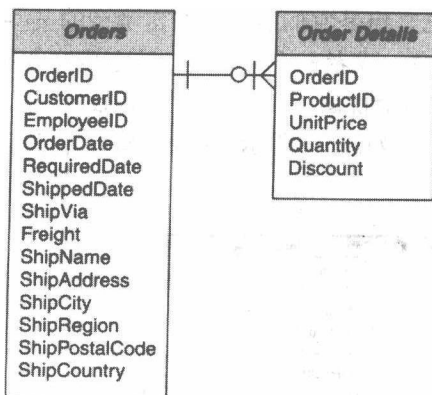 Orders
OrderID
CustomerID
EmployeeID
OrderDate
RequiredDate
ShippedDate
ShipVia
Freight
ShipName
ShipAddress
ShipCity
ShipRegion
ShipPostalCode
ShipCountry
Order Details
OrderID
ProductID
UnitPrice
Quantity
Discount